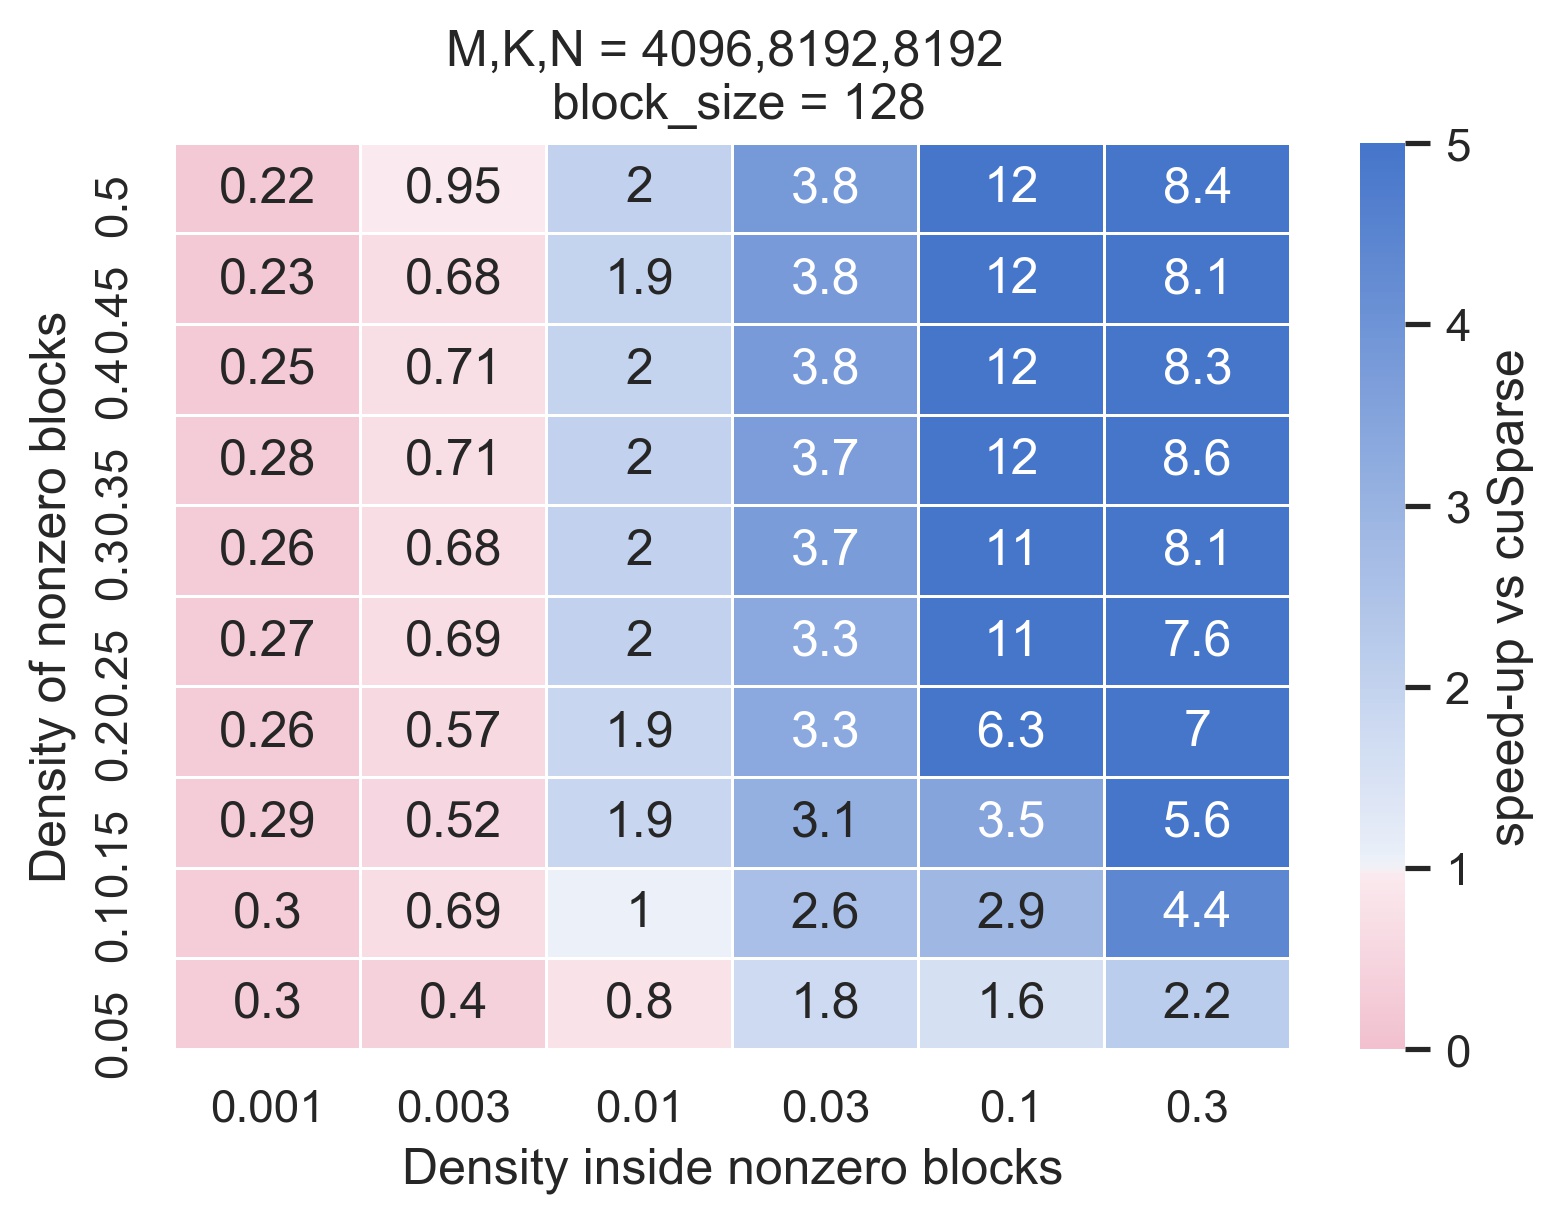 M,K,N = 4096,8192,8192
block_size = 128
Density of nonzero blocks
0.5 0.22 0.95 2 3.8 12 8.4
0.45 0.23 0.68 1.9 3.8 12 8.1
0.4 0.25 0.71 2 3.8 12 8.3
0.35 0.28 0.71 2 3.7 12 8.6
0.3 0.26 0.68 2 3.7 11 8.1
0.25 0.27 0.69 2 3.3 11 7.6
0.2 0.26 0.57 1.9 3.3 6.3 7
0.15 0.29 0.52 1.9 3.1 3.5 5.6
0.1 0.3 0.69 1 2.6 2.9 4.4
0.05 0.3 0.4 0.8 1.8 1.6 2.2
0.001 0.003 0.01 0.03 0.1 0.3
Density inside nonzero blocks
5
4
3
2
1
0
speed-up vs cuSparse